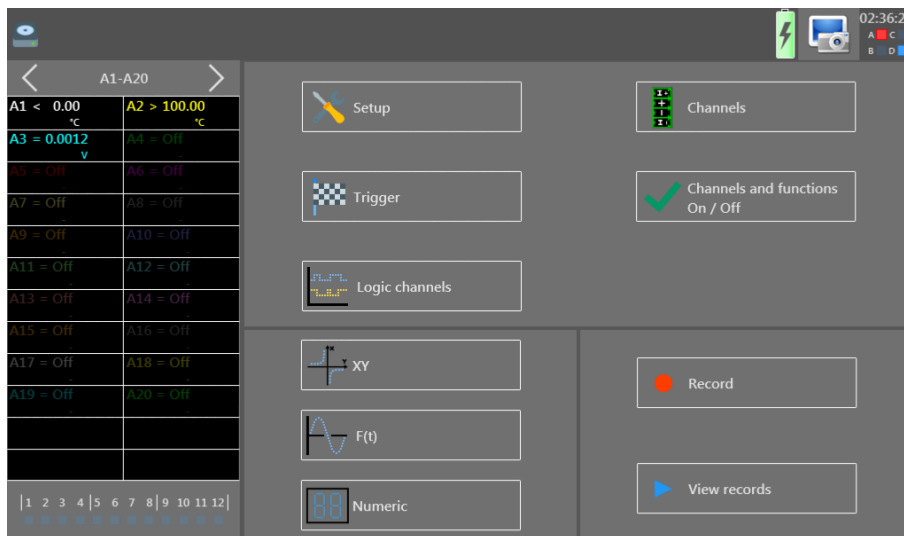 02:36:2
A C
B D
A1-A20
A1 < 0.00
°C
A2 > 100.00
°C
A3 = 0.0012
V
A4 = Off
A5 = Off
A6 = Off
A7 = Off
A8 = Off
A9 = Off
A10 = Off
A11 = Off
A12 = Off
A13 = Off
A14 = Off
A15 = Off
A16 = Off
A17 = Off
A18 = Off
A19 = Off
A20 = Off
1 2 3 4 5 6 7 8 9 10 11 12
Setup
Channels
Trigger
Channels and functions
On / Off
Logic channels
XY
Record
F(t)
Numeric
View records